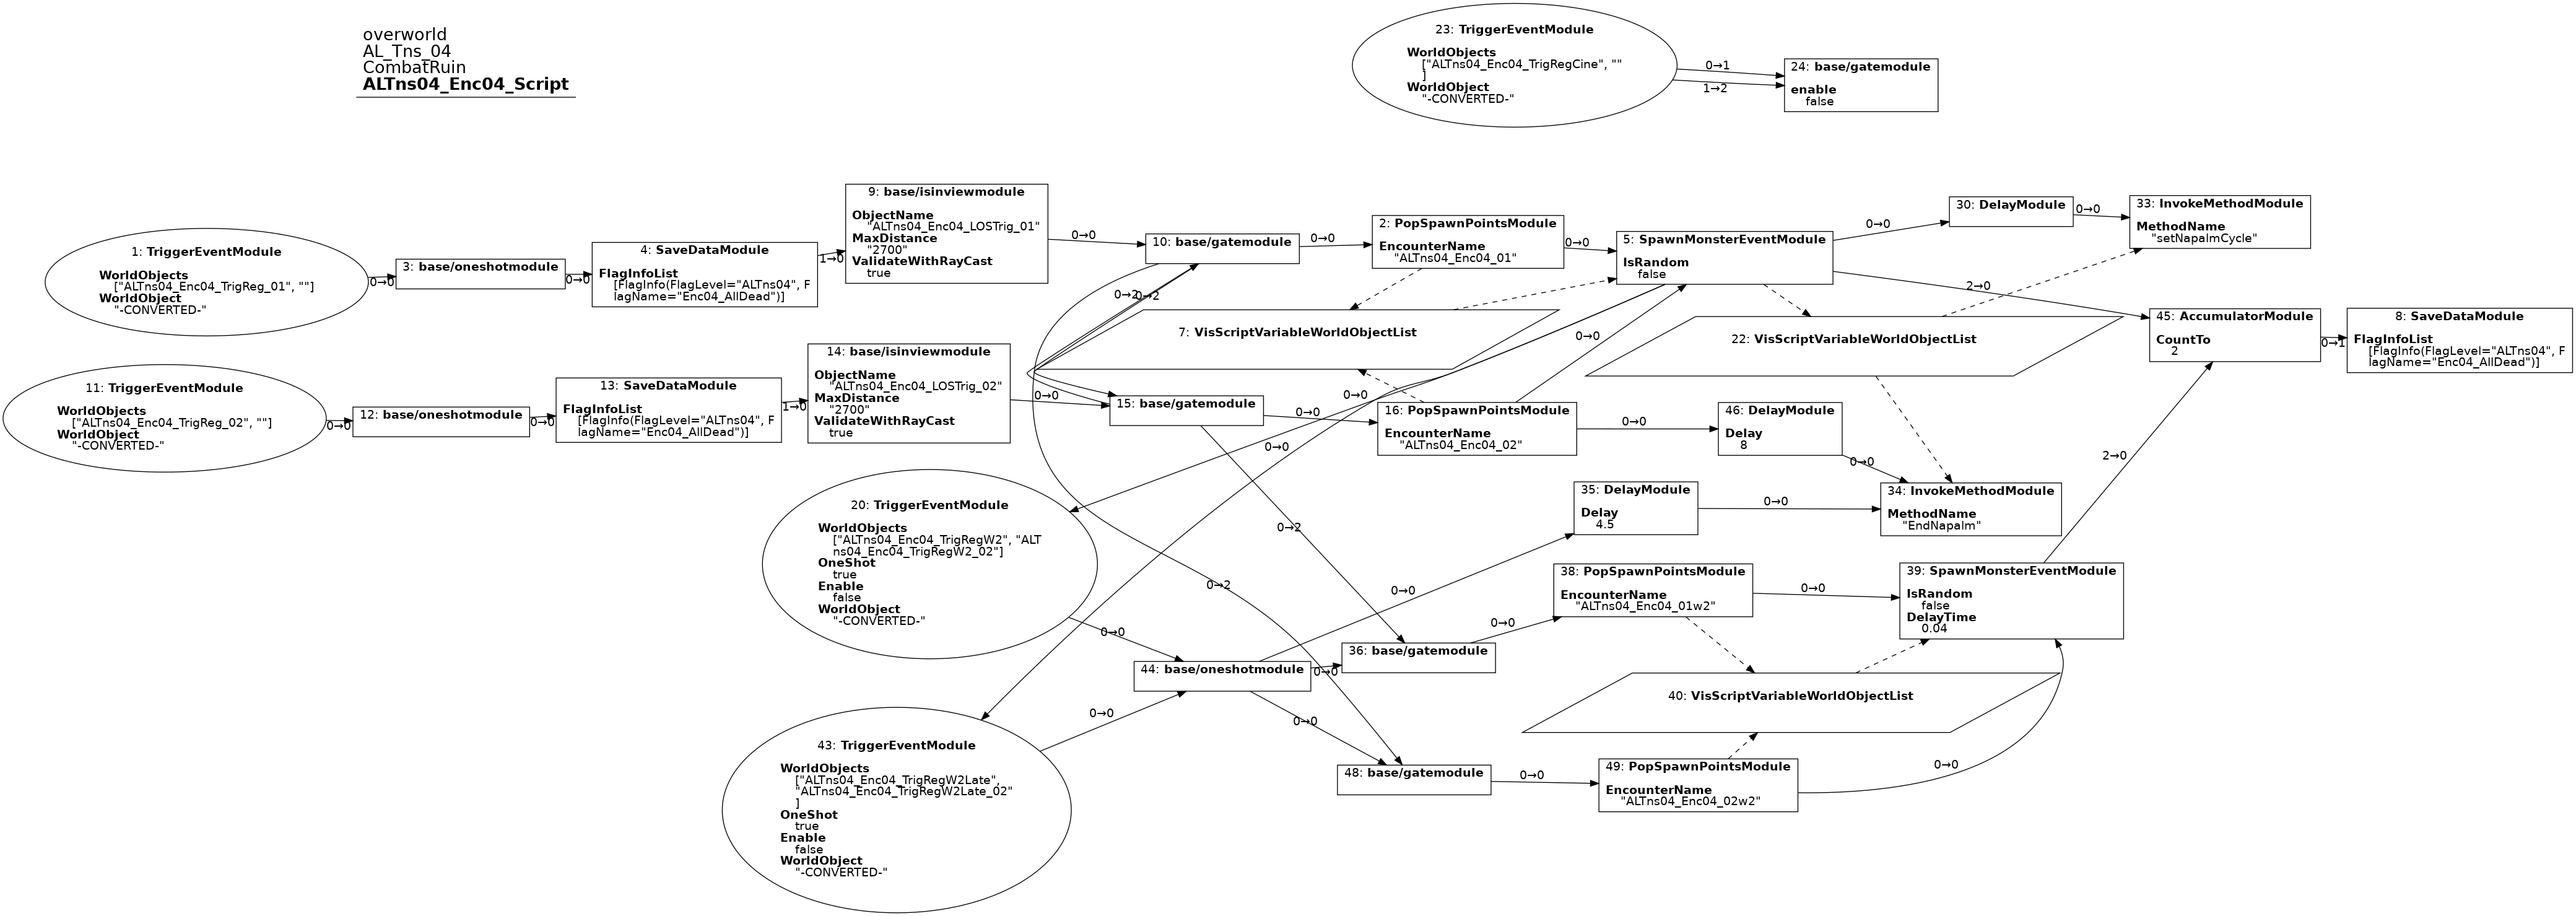 overworld
AL_Tns_04
CombatRuin
ALTns04_Enc04_Script
23: TriggerEventModule
WorldObjects
["ALTns04_Enc04_TrigRegCine", ""
]
WorldObject
"-CONVERTED-"
0→1
1→2
24: base/gatemodule
enable
false
1: TriggerEventModule
WorldObjects
["ALTns04_Enc04_TrigReg_01", ""]
WorldObject
"-CONVERTED-"
0→0
3: base/oneshotmodule
0→0
4: SaveDataModule
FlagInfoList
[FlagInfo(FlagLevel="ALTns04", F
lagName="Enc04_AllDead")]
1→0
9: base/isinviewmodule
ObjectName
"ALTns04_Enc04_LOSTrig_01"
MaxDistance
"2700"
ValidateWithRayCast
true
0→0
10: base/gatemodule
0→0
2: PopSpawnPointsModule
EncounterName
"ALTns04_Enc04_01"
0→0
5: SpawnMonsterEventModule
IsRandom
false
0→0
30: DelayModule
0→0
33: InvokeMethodModule
MethodName
"setNapalmCycle"
2→0
0→2
0→2
7: VisScriptVariableWorldObjectList
0→0
22: VisScriptVariableWorldObjectList
45: AccumulatorModule
CountTo
2
0→1
8: SaveDataModule
FlagInfoList
[FlagInfo(FlagLevel="ALTns04", F
lagName="Enc04_AllDead")]
11: TriggerEventModule
WorldObjects
["ALTns04_Enc04_TrigReg_02", ""]
WorldObject
"-CONVERTED-"
0→0
12: base/oneshotmodule
0→0
13: SaveDataModule
FlagInfoList
[FlagInfo(FlagLevel="ALTns04", F
lagName="Enc04_AllDead")]
1→0
14: base/isinviewmodule
ObjectName
"ALTns04_Enc04_LOSTrig_02"
MaxDistance
"2700"
ValidateWithRayCast
true
0→0
15: base/gatemodule
0→0
0→0
16: PopSpawnPointsModule
EncounterName
"ALTns04_Enc04_02"
0→0
46: DelayModule
Delay
8
0→0
0→0
2→0
20: TriggerEventModule
WorldObjects
["ALTns04_Enc04_TrigRegW2", "ALT
ns04_Enc04_TrigRegW2_02"]
OneShot
true
Enable
false
WorldObject
"-CONVERTED-"
0→0
0→2
0→2
35: DelayModule
Delay
4.5
0→0
34: InvokeMethodModule
MethodName
"EndNapalm"
0→0
38: PopSpawnPointsModule
EncounterName
"ALTns04_Enc04_01w2"
0→0
39: SpawnMonsterEventModule
IsRandom
false
DelayTime
0.04
44: base/oneshotmodule
0→0
36: base/gatemodule
0→0
40: VisScriptVariableWorldObjectList
43: TriggerEventModule
WorldObjects
["ALTns04_Enc04_TrigRegW2Late",
"ALTns04_Enc04_TrigRegW2Late_02"
]
OneShot
true
Enable
false
WorldObject
"-CONVERTED-"
0→0
0→0
48: base/gatemodule
0→0
49: PopSpawnPointsModule
EncounterName
"ALTns04_Enc04_02w2"
0→0